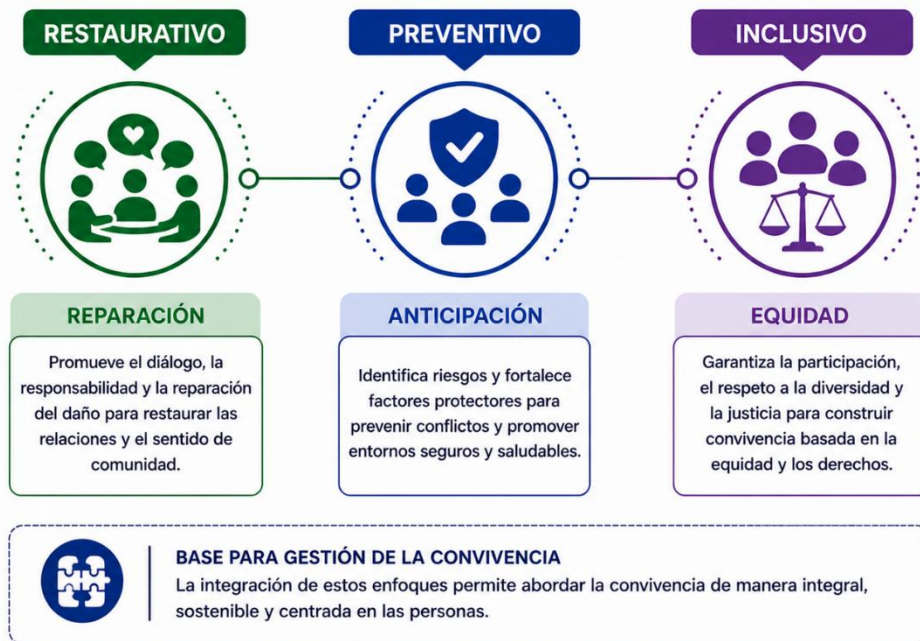 RESTAURATIVO
PREVENTIVO
INCLUSIVO
REPARACIÓN
Promueve el diálogo, la
responsabilidad y la reparación
del daño para restaurar las
relaciones y el sentido de
comunidad.
ANTICIPACIÓN
Identifica riesgos y fortalece
factores protectores para
prevenir conflictos y promover
entornos seguros y saludables.
EQUIDAD
Garantiza la participación,
el respeto a la diversidad y
la justicia para construir
convivencia basada en la
equidad y los derechos.
BASE PARA GESTIÓN DE LA CONVIVENCIA
La integración de estos enfoques permite abordar la convivencia de manera integral,
sostenible y centrada en las personas.